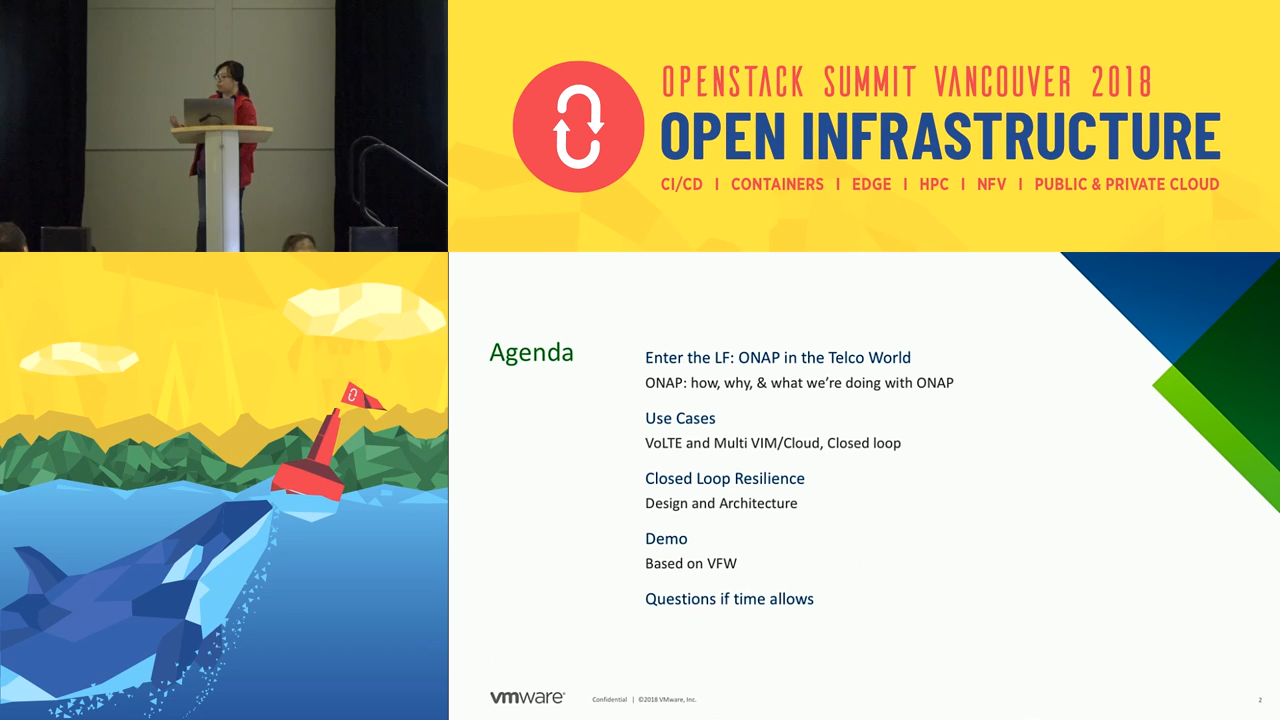 OPENSTACK SUMMIT VANCOUVER 2018
OPEN INFRASTRUCTURE
CI/CD | CONTAINERS | EDGE | HPC | NFV | PUBLIC & PRIVATE CLOUD
Agenda
Enter the LF: ONAP in the Telco World
ONAP: how, why, & what we're doing with ONAP
Use Cases
VoLTE and Multi VIM/Cloud, Closed loop
Closed Loop Resilience
Design and Architecture
Demo
Based on VFW
Questions if time allows
vmware®
Confidential | ©2018 VMware, Inc.
2